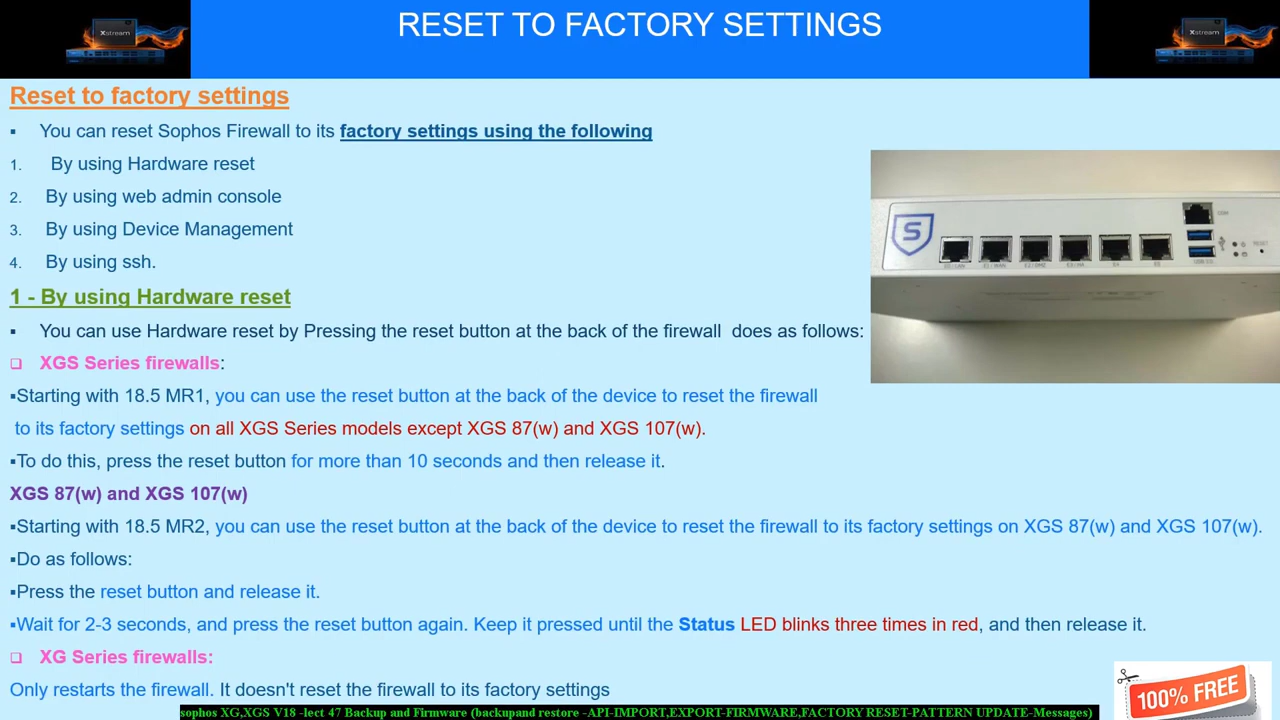 Xstream
RESET TO FACTORY SETTINGS
Xstream
Reset to factory settings
▪ You can reset Sophos Firewall to its factory settings using the following
1. By using Hardware reset
2. By using web admin console
3. By using Device Management
4. By using ssh.
S
1 - By using Hardware reset
▪ You can use Hardware reset by Pressing the reset button at the back of the firewall does as follows:
❑ XGS Series firewalls:
▪Starting with 18.5 MR1, you can use the reset button at the back of the device to reset the firewall
to its factory settings on all XGS Series models except XGS 87(w) and XGS 107(w).
▪To do this, press the reset button for more than 10 seconds and then release it.
XGS 87(w) and XGS 107(w)
▪Starting with 18.5 MR2, you can use the reset button at the back of the device to reset the firewall to its factory settings on XGS 87(w) and XGS 107(w).
▪Do as follows:
▪Press the reset button and release it.
▪Wait for 2-3 seconds, and press the reset button again. Keep it pressed until the Status LED blinks three times in red, and then release it.
❑ XG Series firewalls:
Only restarts the firewall. It doesn't reset the firewall to its factory settings
100% FREE
sophos XG,XGS V18 -lect 47 Backup and Firmware (backupand restore -API-IMPORT,EXPORT-FIRMWARE,FACTORY RESET-PATTERN UPDATE-Messages)